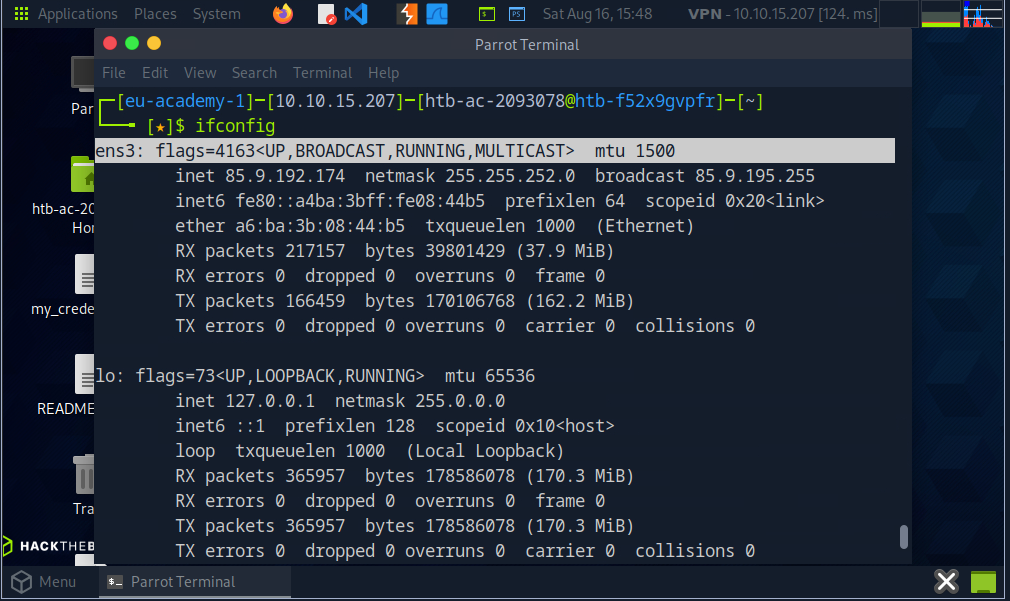 Applications Places System Sat Aug 16, 15:48 VPN - 10.10.15.207 [124. ms]
Parrot Terminal
File Edit View Search Terminal Help
[eu-academy-1]─[10.10.15.207]─[htb-ac-2093078@htb-f52x9gvpfr]─[~]
[★]$ ifconfig
ens3: flags=4163<UP,BROADCAST,RUNNING,MULTICAST>  mtu 1500
inet 85.9.192.174  netmask 255.255.252.0  broadcast 85.9.195.255
inet6 fe80::a4ba:3bff:fe08:44b5  prefixlen 64  scopeid 0x20<link>
ether a6:ba:3b:08:44:b5  txqueuelen 1000  (Ethernet)
RX packets 217157  bytes 39801429 (37.9 MiB)
RX errors 0  dropped 0  overruns 0  frame 0
TX packets 166459  bytes 170106768 (162.2 MiB)
TX errors 0  dropped 0 overruns 0  carrier 0  collisions 0
lo: flags=73<UP,LOOPBACK,RUNNING>  mtu 65536
inet 127.0.0.1  netmask 255.0.0.0
inet6 ::1  prefixlen 128  scopeid 0x10<host>
loop  txqueuelen 1000  (Local Loopback)
RX packets 365957  bytes 178586078 (170.3 MiB)
RX errors 0  dropped 0  overruns 0  frame 0
TX packets 365957  bytes 178586078 (170.3 MiB)
TX errors 0  dropped 0 overruns 0  carrier 0  collisions 0
Par
htb-ac-20
Hom
my_crede
README
Tra
HACKTHEB
Menu Parrot Terminal